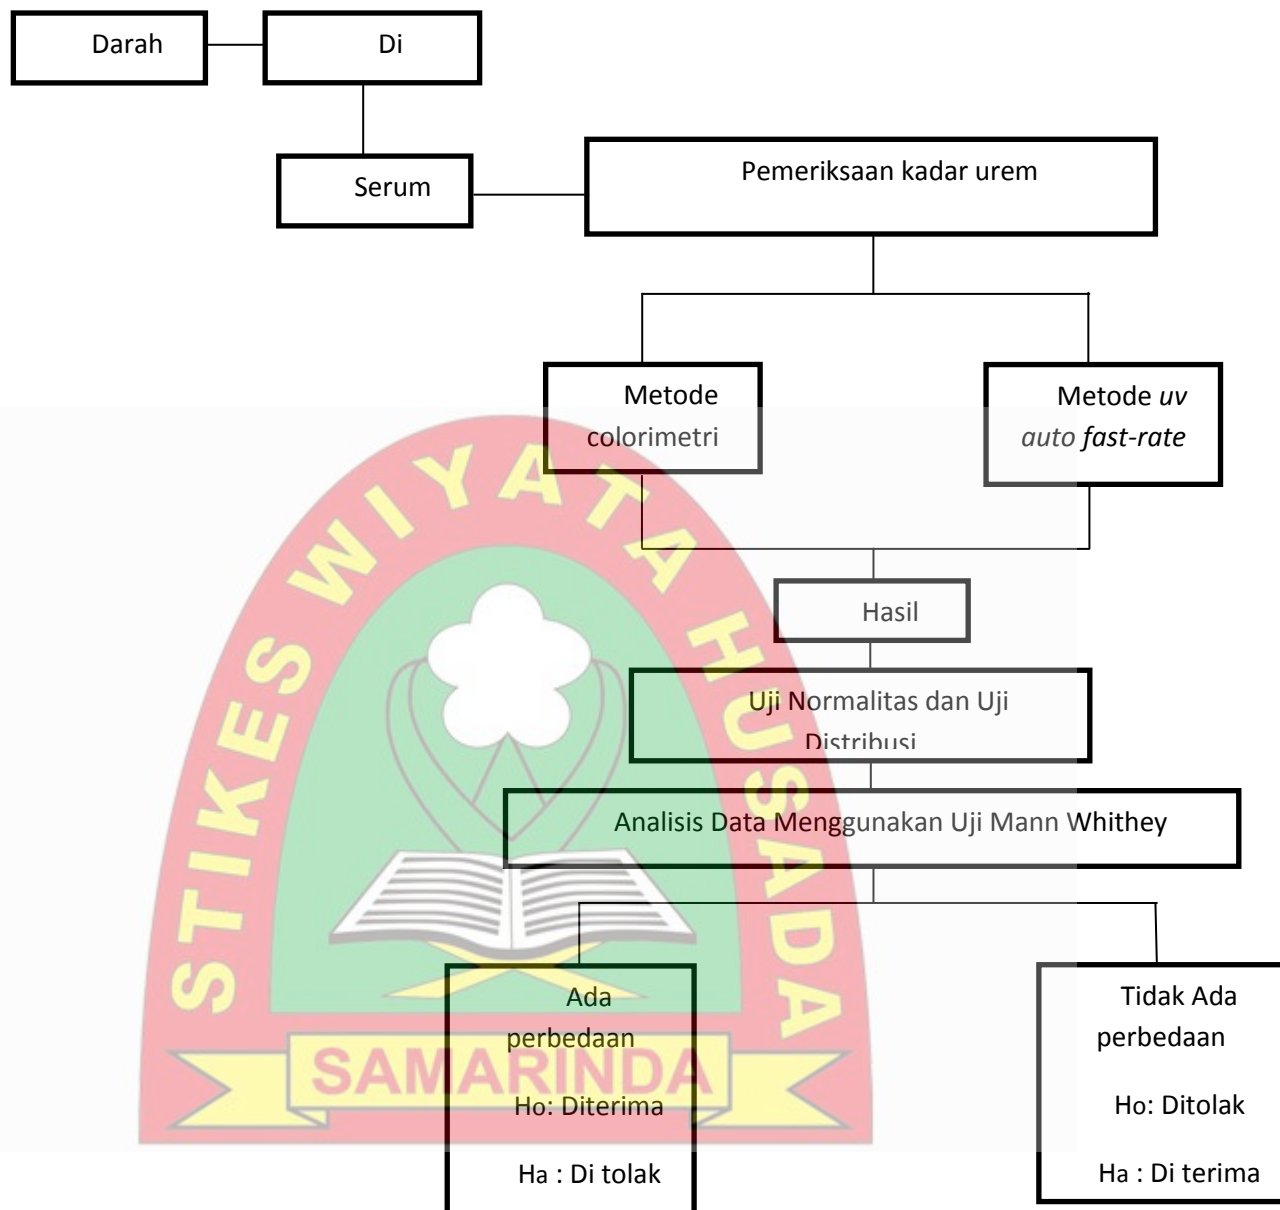 Darah
Di
Serum
Pemeriksaan kadar urem
Metode
colorimetri
Metode uv
auto fast-rate
Hasil
Uji Normalitas dan Uji
Distribusi
Analisis Data Menggunakan Uji Mann Whithey
Ada
perbedaan
Ho: Diterima
Ha : Di tolak
Tidak Ada
perbedaan
Ho: Ditolak
Ha : Di terima
STIKES WIYATA HUSADA
SAMARINDA